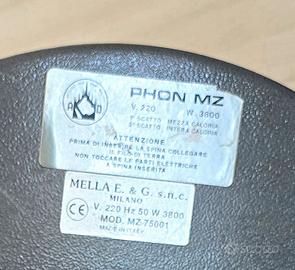 PHON MZ
V. 220 W 3800
1° SCATTO MEZZA CALORIA
2° SCATTO INTERA CALORIA
ATTENZIONE
PRIMA DI INSERIRE LA SPINA COLLEGARE
IL FILO DI TERRA
NON TOCCARE LE PARTI ELETTRICHE
A SPINA INSERITA
MELLA E. & G. s.n.c.
MILANO
CE V. 220 Hz 50 W 3800
MOD. MZ-75001
MADE IN ITALY